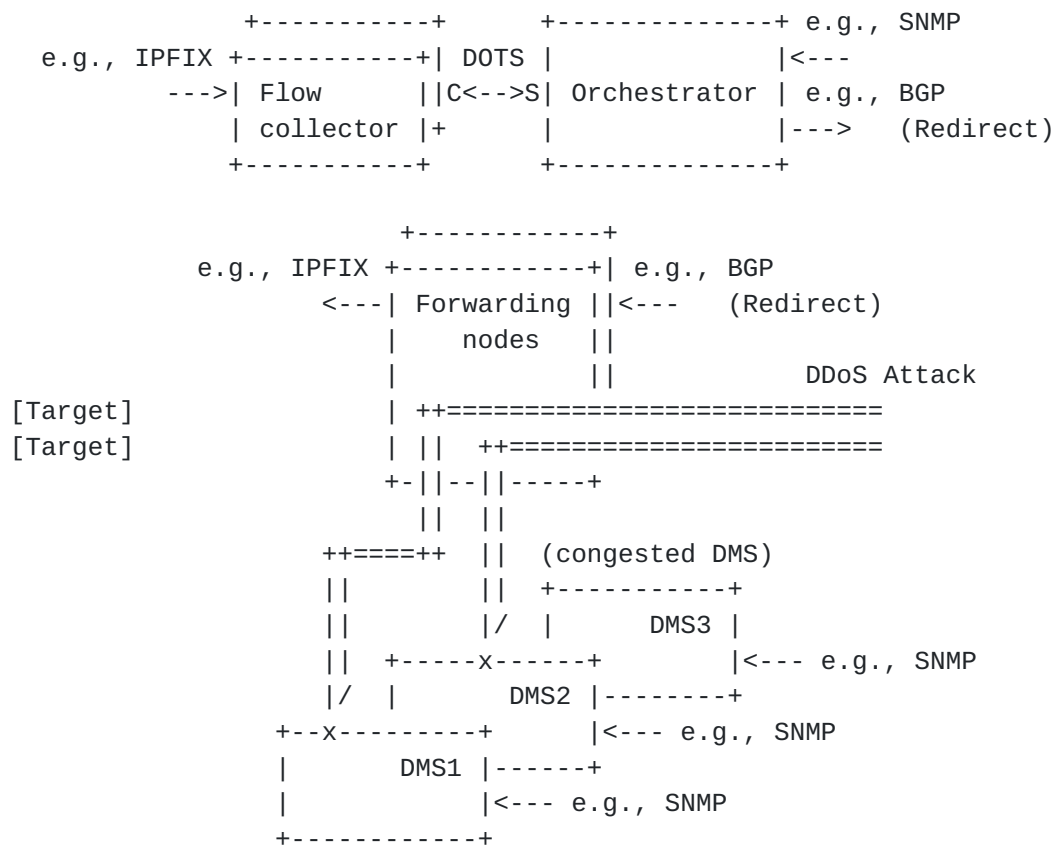 e.g., SNMP
e.g., IPFIX DOTS
Flow C<-->S Orchestrator e.g., BGP
collector (Redirect)
e.g., IPFIX e.g., BGP
Forwarding (Redirect)
nodes
DDoS Attack
[Target]
[Target]
(congested DMS)
DMS3
x e.g., SNMP
DMS2
x e.g., SNMP
DMS1
e.g., SNMP